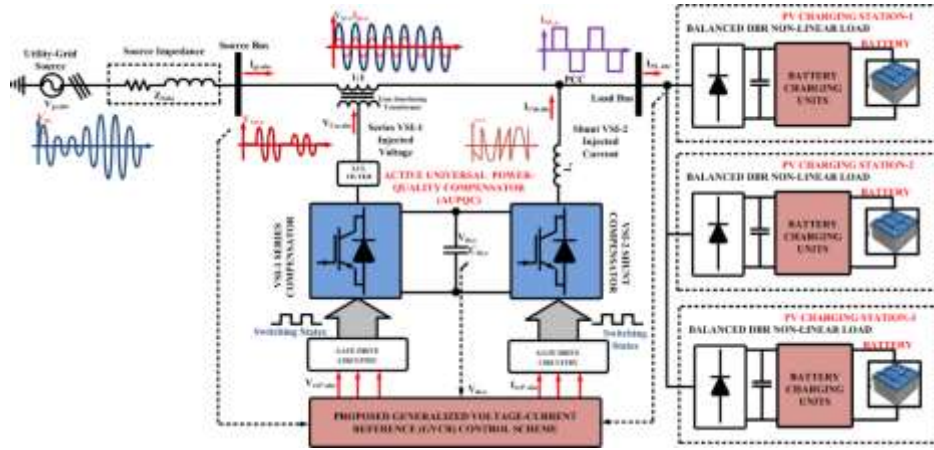 Utility-Grid
Source
Source Impedance
Source Bus
1:1
Series VSI-1
Injected
Voltage
PCC
Load Bus
Shunt VSI-2
Injected
Current
ACTIVE UNIVERSAL POWER-
QUALITY COMPENSATOR
(AUPQC)
FILTER
VSI-1 SERIES
COMPENSATOR
VSI-2 SHUNT
COMPENSATOR
Switching States
Switching
States
GATE-DRIVE
CIRCUITRY
GATE-DRIVE
CIRCUITRY
PROPOSED GENERALIZED VOLTAGE-CURRENT
REFERENCE (GVCR) CONTROL SCHEME
PV CHARGING STATION-1
BALANCED DBR NON-LINEAR LOAD
BATTERY
BATTERY
CHARGING
UNITS
PV CHARGING STATION-2
BALANCED DBR NON-LINEAR LOAD
BATTERY
BATTERY
CHARGING
UNITS
PV CHARGING STATION-
BALANCED DBR NON-LINEAR LOAD
BATTERY
BATTERY
CHARGING
UNITS